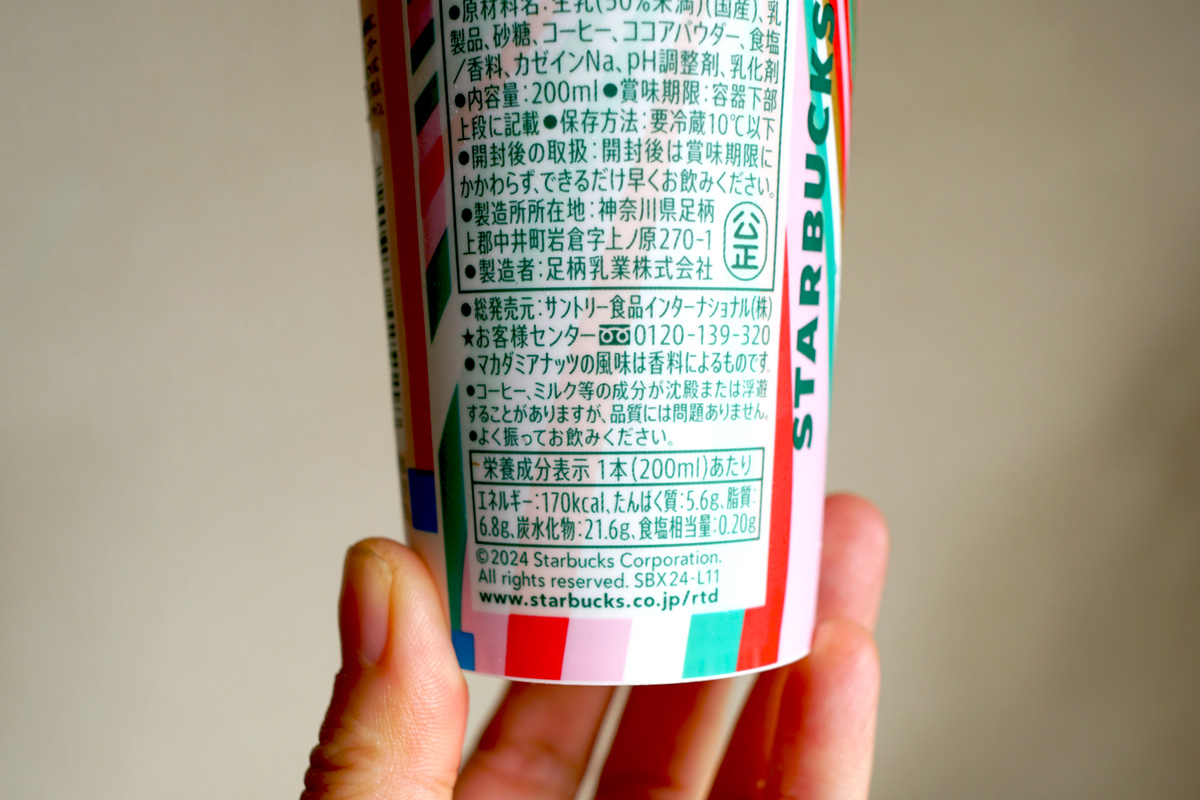 ●原材料名:生乳(50%未満)(国産)、乳
製品、砂糖、コーヒー、ココアパウダー、食塩
/香料、カゼインNa、pH調整剤、乳化剤
●内容量:200ml●賞味期限:容器下部
上段に記載●保存方法:要冷蔵10℃以下
●開封後の取扱:開封後は賞味期限に
かかわらず、できるだけ早くお飲みください。
●製造所所在地:神奈川県足柄
上郡中井町岩倉字上ノ原270-1
●製造者:足柄乳業株式会社
公正
●総発売元:サントリー食品インターナショナル(株)
★お客様センター 0120-139-320
●マカダミアナッツの風味は香料によるものです。
●コーヒー、ミルク等の成分が沈殿または浮遊
することがありますが、品質には問題ありません。
●よく振ってお飲みください。
栄養成分表示 1本(200ml)あたり
エネルギー:170kcal、たんぱく質:5.6g、脂質:
6.8g、炭水化物:21.6g、食塩相当量:0.20g
©2024 Starbucks Corporation.
All rights reserved. SBX24-L11
www.starbucks.co.jp/rtd
STARBUCKS